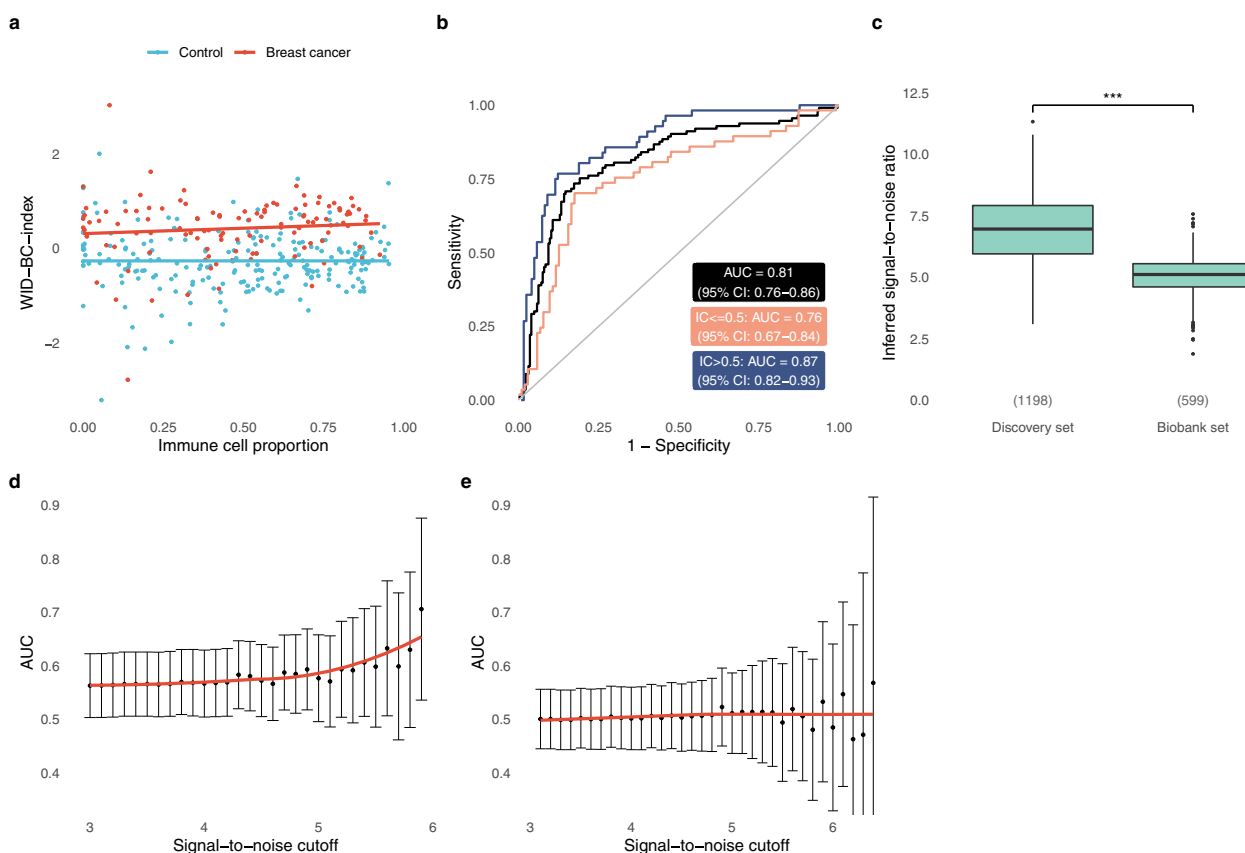 a
Control Breast cancer
WID−BC−index
2
0
−2
0.00 0.25 0.50 0.75 1.00
Immune cell proportion
b
Sensitivity
1.00
0.75
0.50
0.25
0.00
AUC = 0.81
(95% CI: 0.76−0.86)
IC<=0.5: AUC = 0.76
(95% CI: 0.67−0.84)
IC>0.5: AUC = 0.87
(95% CI: 0.82−0.93)
0.00 0.25 0.50 0.75 1.00
1 − Specificity
c
Inferred signal−to−noise ratio
12.5
10.0
7.5
5.0
2.5
0.0
***
(1198) (599)
Discovery set Biobank set
d
AUC
0.9
0.8
0.7
0.6
0.5
0.4
3 4 5 6
Signal−to−noise cutoff
e
AUC
0.9
0.8
0.7
0.6
0.5
0.4
3 4 5 6
Signal−to−noise cutoff